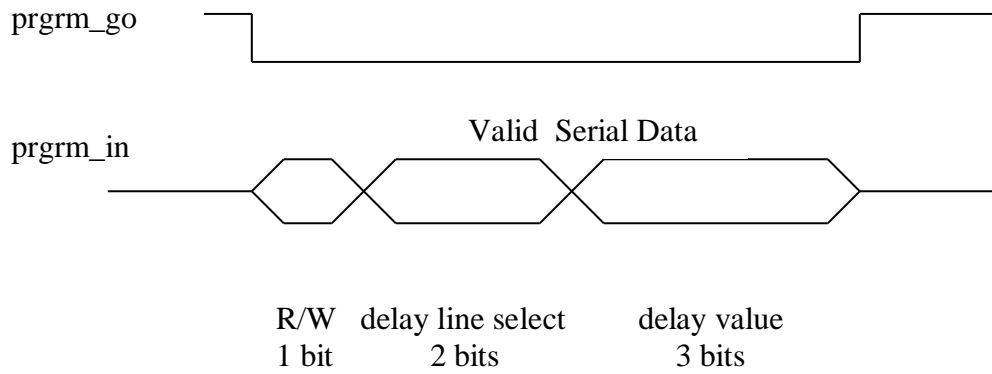 prgrm_go
Valid Serial Data
prgrm_in
R/W delay line select delay value
1 bit 2 bits 3 bits